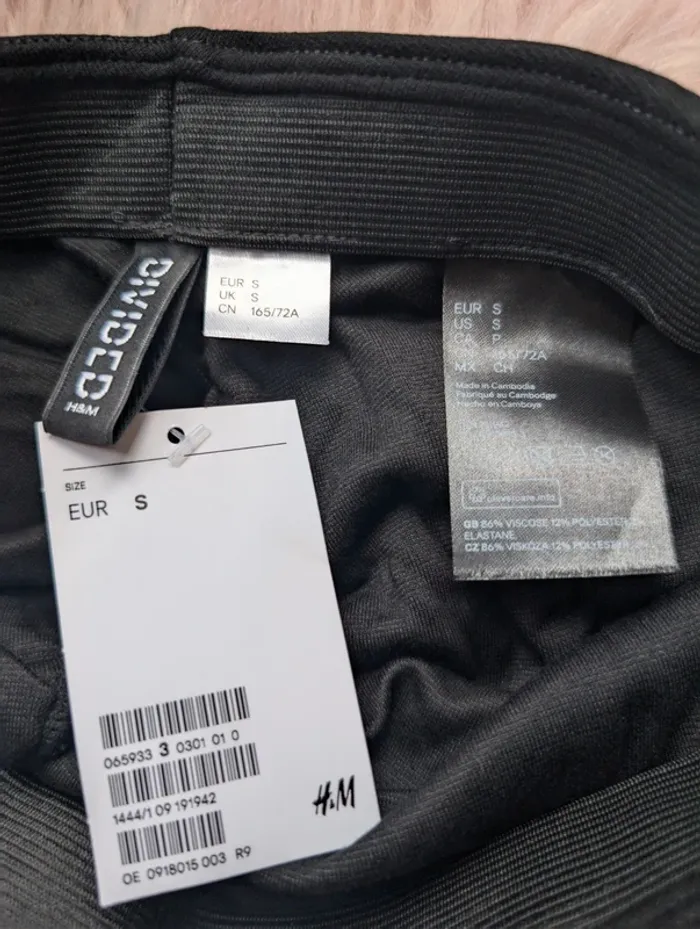 DIVIDED
H&M
EUR S
UK S
CN 165/72A
SIZE
EUR S
065933 3 0301 01 0
1444/1 09 191942
OE 0918015 003 R9
H&M
EUR S
US S
CA P
165/72A
MX CH
Made in Cambodia
Fabriqué au Cambodge
Hecho en Camboya
clevercare.info
GB 86% VISCOSE 12% POLYESTER 2%
ELASTANE
CZ 86% VISKÓZA 12% POLYESTER